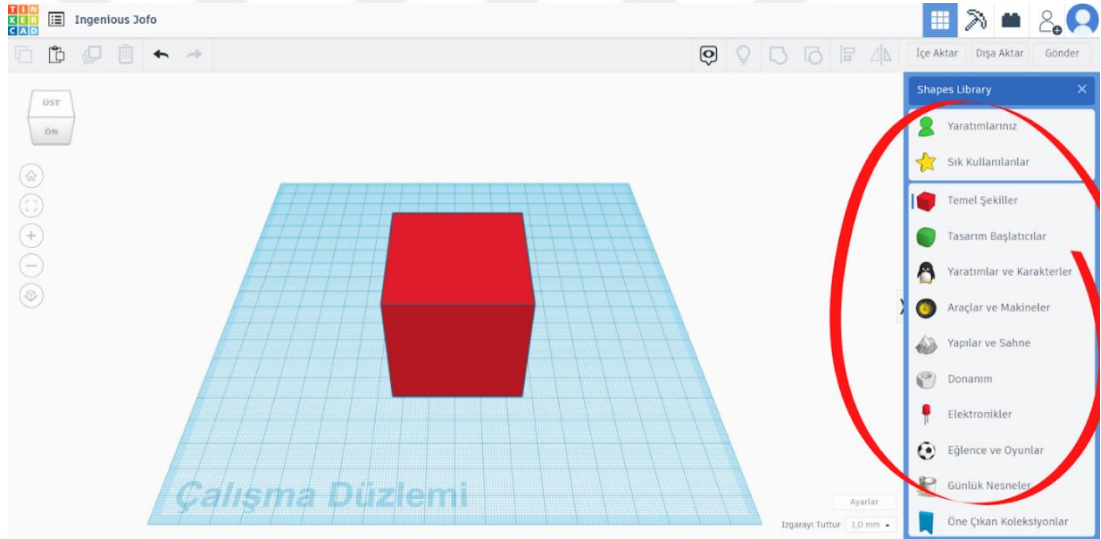 TIN
KER
CAD
Ingenious Jofo
İçe Aktar
Dışa Aktar
Gönder
ÜST
ÖN
Shapes Library
Yaratımlarınız
Sık Kullanılanlar
Temel Şekiller
Tasarım Başlatıcılar
Yaratımlar ve Karakterler
Araçlar ve Makineler
Yapılar ve Sahne
Donanım
Elektronikler
Eğlence ve Oyunlar
Günlük Nesneler
Öne Çıkan Koleksiyonlar
Çalışma Düzlemi
Ayarlar
Izgarayı Tuttur 1,0 mm